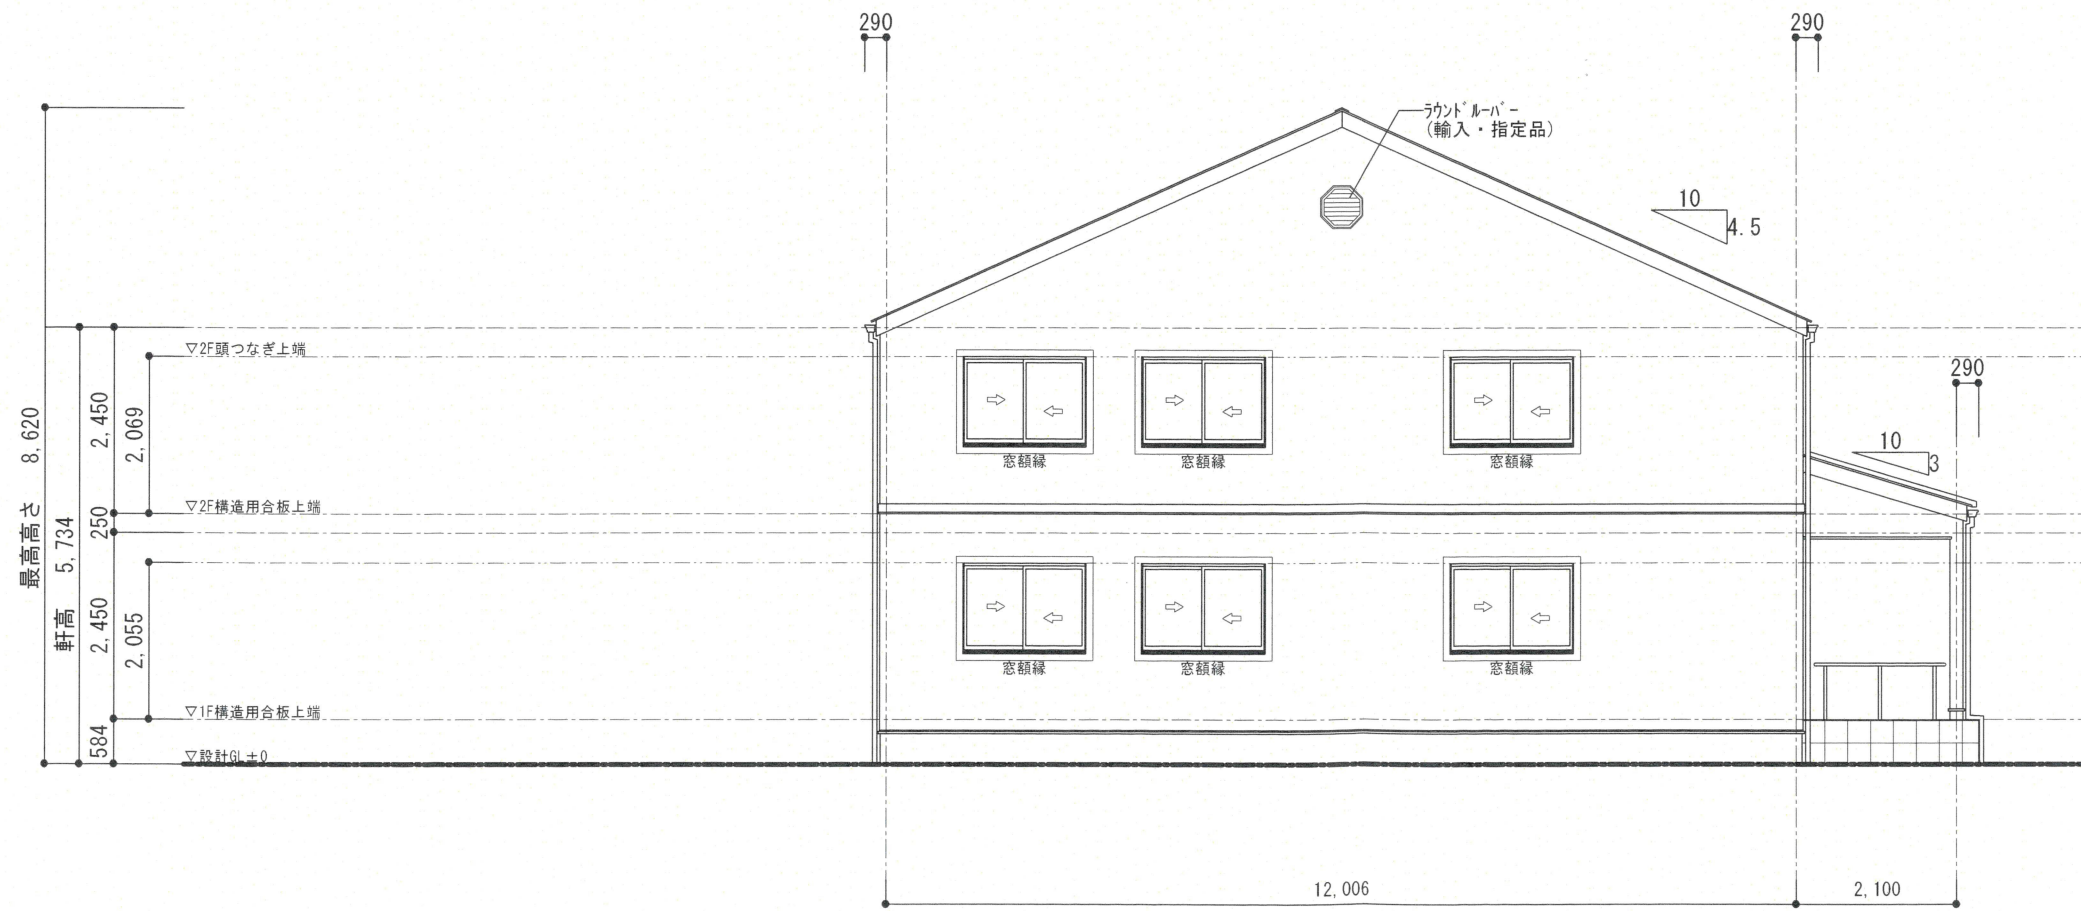 290
290
ラウンドルーバー
(輸入・指定品)
10
4.5
▽2F頭つなぎ上端
290
最高高さ 8,620
軒高 5,734
2,450
2,069
窓額縁
窓額縁
窓額縁
10
3
▽2F構造用合板上端
250
2,450
2,055
窓額縁
窓額縁
窓額縁
▽1F構造用合板上端
584
▽設計GL±0
12,006
2,100